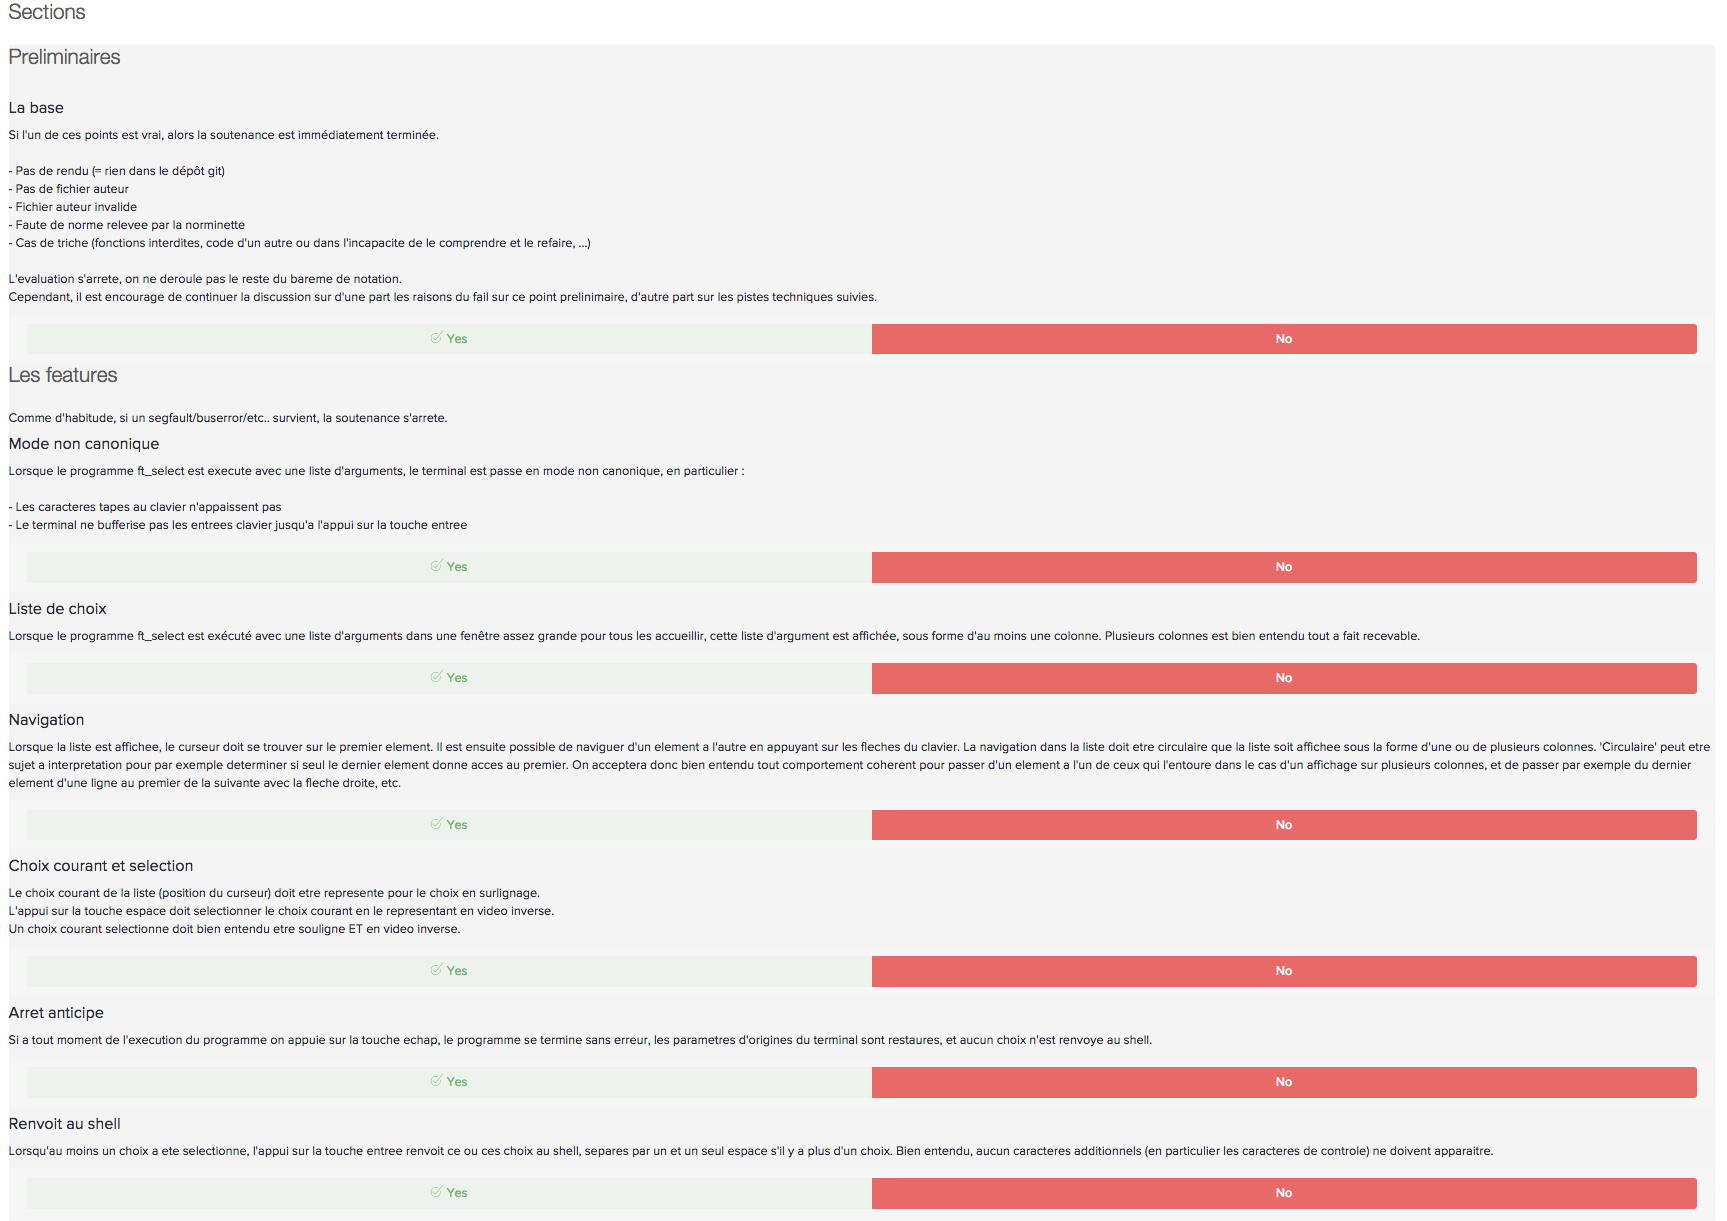 Sections
Preliminaires
La base
Si l'un de ces points est vrai, alors la soutenance est immédiatement terminée.
- Pas de rendu (= rien dans le dépôt git)
- Pas de fichier auteur
- Fichier auteur invalide
- Faute de norme relevee par la norminette
- Cas de triche (fonctions interdites, code d'un autre ou dans l'incapacite de le comprendre et le refaire, ...)
L'evaluation s'arrete, on ne deroule pas le reste du bareme de notation.
Cependant, il est encourage de continuer la discussion sur d'une part les raisons du fail sur ce point prelinimaire, d'autre part sur les pistes techniques suivies.
Yes No
Les features
Comme d'habitude, si un segfault/buserror/etc.. survient, la soutenance s'arrete.
Mode non canonique
Lorsque le programme ft_select est execute avec une liste d'arguments, le terminal est passe en mode non canonique, en particulier :
- Les caracteres tapes au clavier n'appaissent pas
- Le terminal ne bufferise pas les entrees clavier jusqu'a l'appui sur la touche entree
Yes No
Liste de choix
Lorsque le programme ft_select est exécuté avec une liste d'arguments dans une fenêtre assez grande pour tous les accueillir, cette liste d'argument est affichée, sous forme d'au moins une colonne. Plusieurs colonnes est bien entendu tout a fait recevable.
Yes No
Navigation
Lorsque la liste est affichee, le curseur doit se trouver sur le premier element. Il est ensuite possible de naviguer d'un element a l'autre en appuyant sur les fleches du clavier. La navigation dans la liste doit etre circulaire que la liste soit affichee sous la forme d'une ou de plusieurs colonnes. 'Circulaire' peut etre
sujet a interpretation pour par exemple determiner si seul le dernier element donne acces au premier. On acceptera donc bien entendu tout comportement coherent pour passer d'un element a l'un de ceux qui l'entoure dans le cas d'un affichage sur plusieurs colonnes, et de passer par exemple du dernier
element d'une ligne au premier de la suivante avec la fleche droite, etc.
Yes No
Choix courant et selection
Le choix courant de la liste (position du curseur) doit etre represente pour le choix en surlignage.
L'appui sur la touche espace doit selectionner le choix courant en le representant en video inverse.
Un choix courant selectionne doit bien entendu etre souligne ET en video inverse.
Yes No
Arret anticipe
Si a tout moment de l'execution du programme on appuie sur la touche echap, le programme se termine sans erreur, les parametres d'origines du terminal sont restaures, et aucun choix n'est renvoye au shell.
Yes No
Renvoit au shell
Lorsqu'au moins un choix a ete selectionne, l'appui sur la touche entree renvoit ce ou ces choix au shell, separes par un et un seul espace s'il y a plus d'un choix. Bien entendu, aucun caracteres additionnels (en particulier les caracteres de controle) ne doivent apparaitre.
Yes No